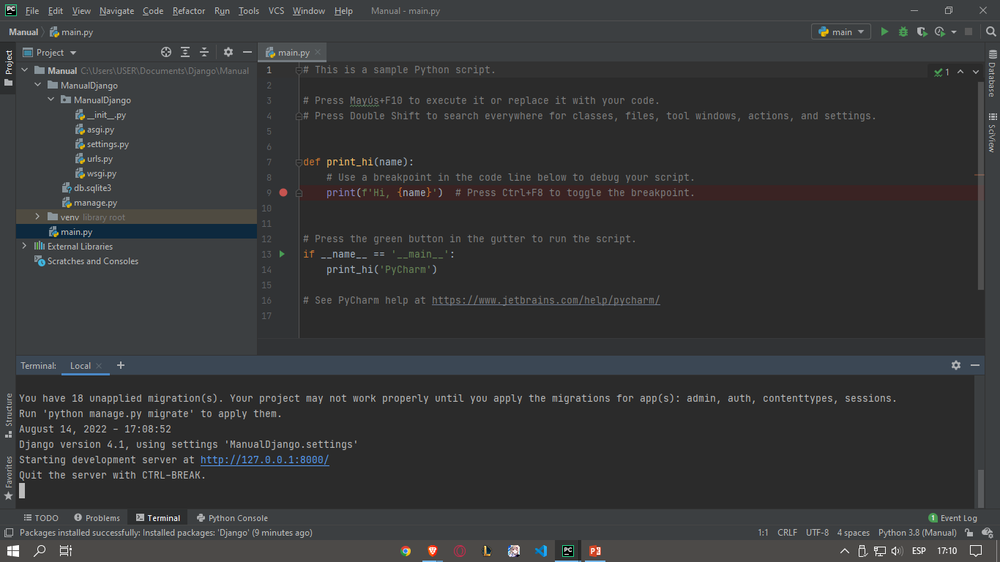 PC File Edit View Navigate Code Refactor Run Tools VCS Window Help Manual - main.py
Manual main.py main
Project
Project
main.py
Manual C:\Users\USER\Documents\Django\Manual
ManualDjango
ManualDjango
__init__.py
asgi.py
settings.py
urls.py
wsgi.py
db.sqlite3
manage.py
venv library root
main.py
External Libraries
Scratches and Consoles
1 # This is a sample Python script.
2
3 # Press Mayús+F10 to execute it or replace it with your code.
4 # Press Double Shift to search everywhere for classes, files, tool windows, actions, and settings.
5
6
7 def print_hi(name):
8     # Use a breakpoint in the code line below to debug your script.
9     print(f'Hi, {name}')  # Press Ctrl+F8 to toggle the breakpoint.
10
11
12 # Press the green button in the gutter to run the script.
13 if __name__ == '__main__':
14     print_hi('PyCharm')
15
16 # See PyCharm help at https://www.jetbrains.com/help/pycharm/
17
1
Database
SciView
Structure
Favorites
Terminal: Local
You have 18 unapplied migration(s). Your project may not work properly until you apply the migrations for app(s): admin, auth, contenttypes, sessions.
Run 'python manage.py migrate' to apply them.
August 14, 2022 - 17:08:52
Django version 4.1, using settings 'ManualDjango.settings'
Starting development server at http://127.0.0.1:8000/
Quit the server with CTRL-BREAK.
TODO Problems Terminal Python Console 1 Event Log
Packages installed successfully: Installed packages: 'Django' (9 minutes ago) 1:1 CRLF UTF-8 4 spaces Python 3.8 (Manual)
L PC P ESP 17:10